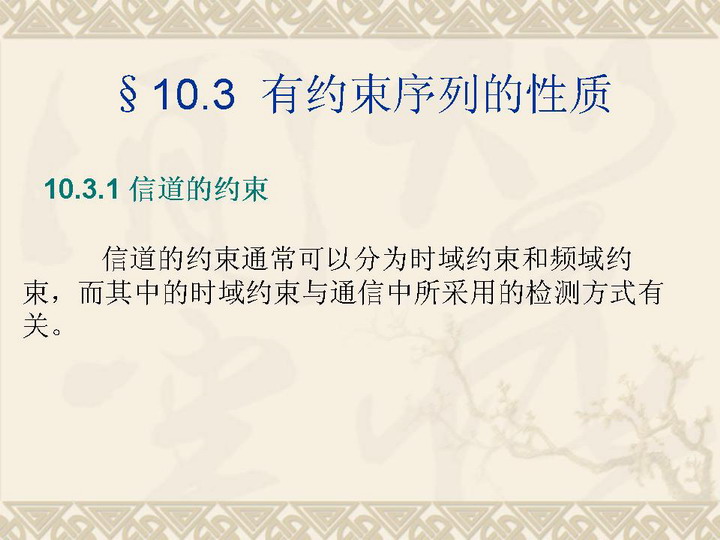 §10.3 有约束序列的性质
10.3.1 信道的约束
信道的约束通常可以分为时域约束和频域约
束，而其中的时域约束与通信中所采用的检测方式有
关。